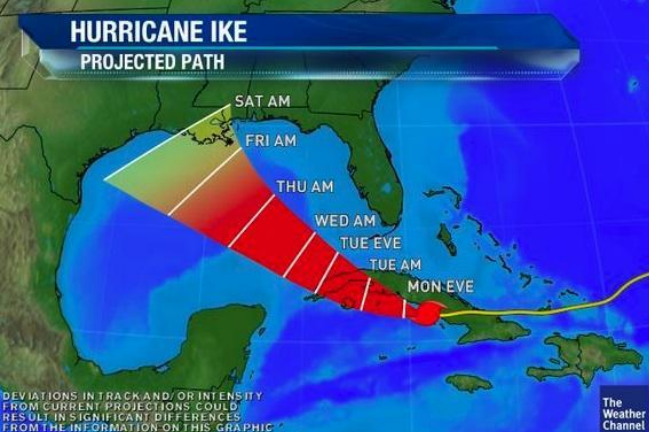 HURRICANE IKE
PROJECTED PATH
SAT AM
FRI AM
THU AM
WED AM
TUE EVE
TUE AM
MON EVE
DEVIATIONS IN TRACK AND/OR INTENSITY
FROM CURRENT PROJECTIONS COULD
RESULT IN SIGNIFICANT DIFFERENCES
FROM THE INFORMATION ON THIS GRAPHIC
The
Weather
Channel